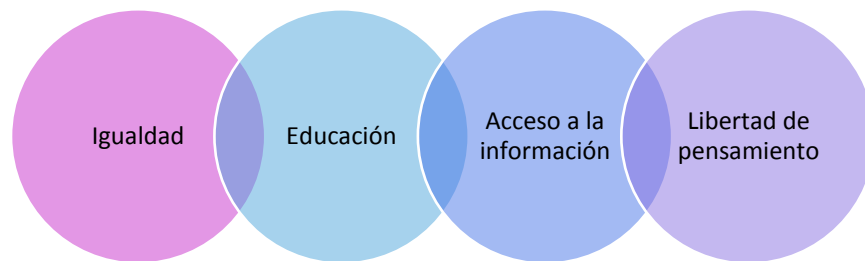 Igualdad
Educación
Acceso a la
información
Libertad de
pensamiento